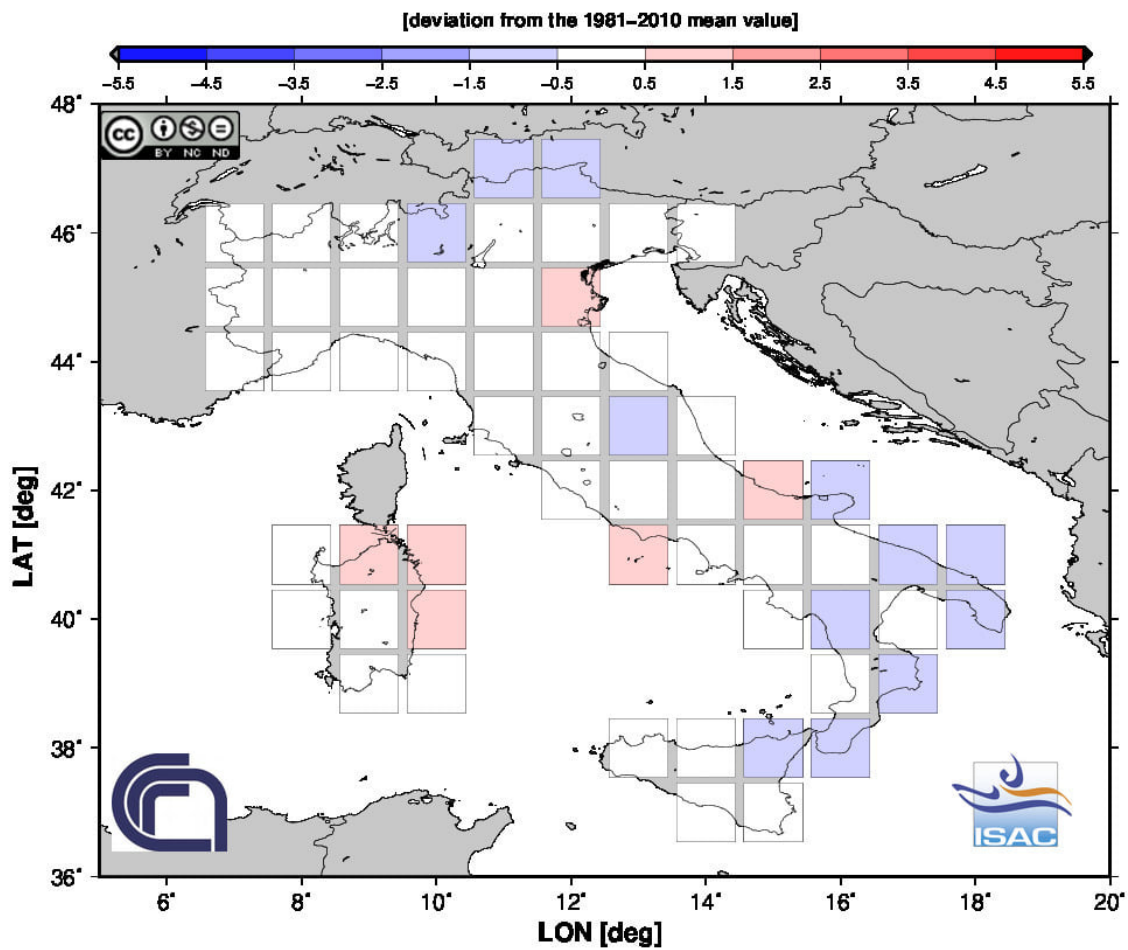 [deviation from the 1981−2010 mean value]
−5.5 −4.5 −3.5 −2.5 −1.5 −0.5 0.5 1.5 2.5 3.5 4.5 5.5
48°
cc
BY NC ND
46°
44°
42°
40°
38°
36°
LAT [deg]
ISAC
6° 8° 10° 12° 14° 16° 18° 20°
LON [deg]